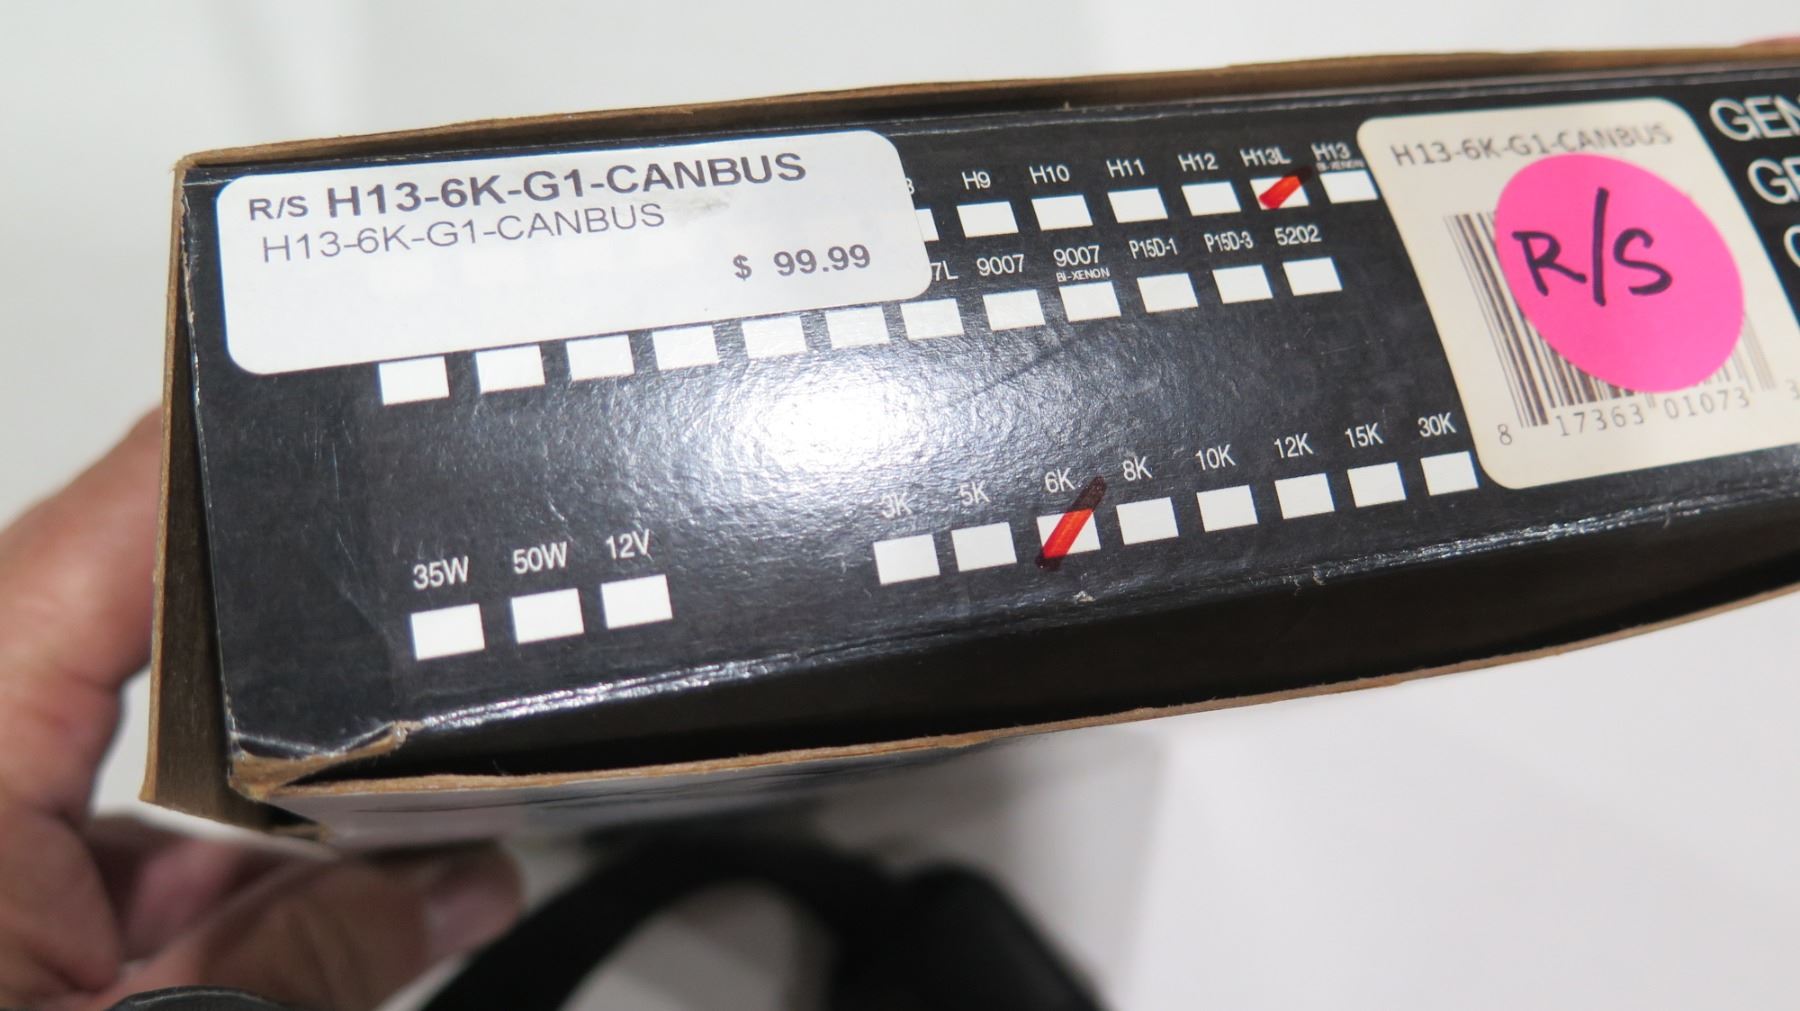 R/S H13-6K-G1-CANBUS
H13-6K-G1-CANBUS
$ 99.99
H9 H10 H11 H12 H13L H13
BI-XENON
7L 9007 9007 P15D-1 P15D-3 5202
BI-XENON
3K 5K 6K 8K 10K 12K 15K 30K
35W 50W 12V
H13-6K-G1-CANBUS
R/S
8 17363 01073 3
GEN